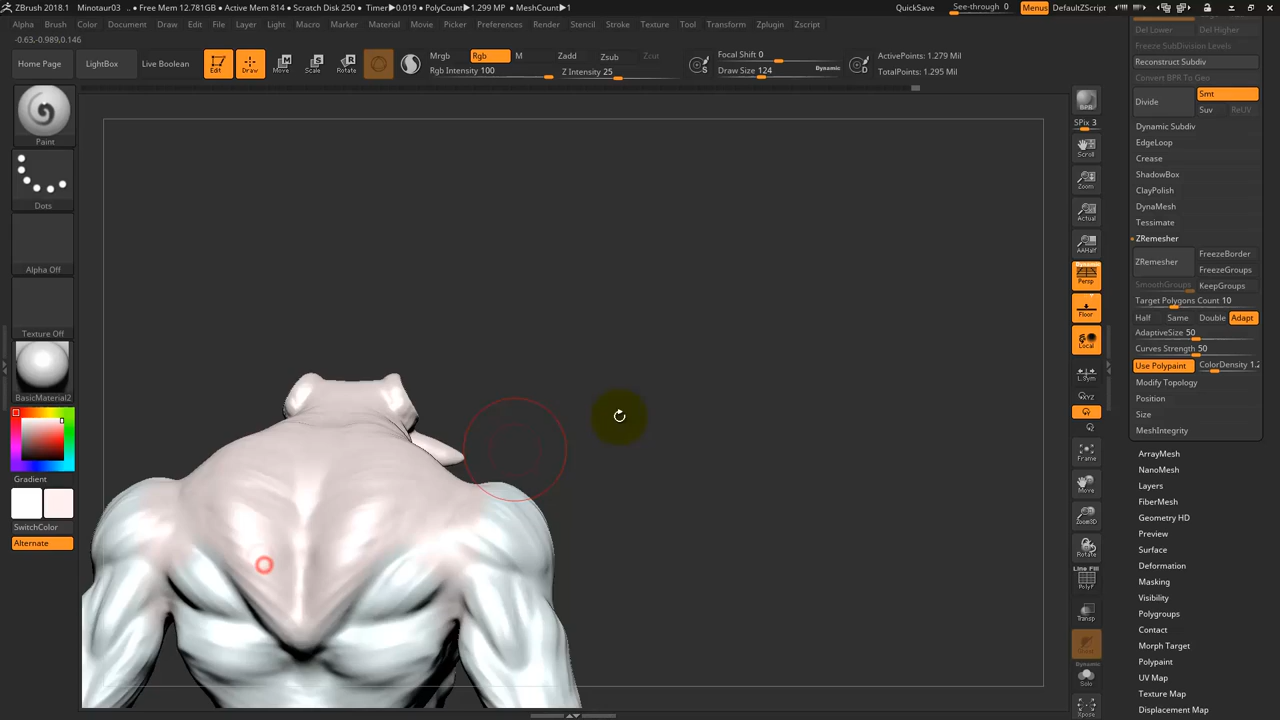 ZBrush 2018.1 Minotaur03 .. • Free Mem 12.781GB • Active Mem 814 • Scratch Disk 250 • Timer▶0.019 • PolyCount▶1.299 MP • MeshCount▶1 QuickSave See-through 0 Menus DefaultZScript
Alpha Brush Color Document Draw Edit File Layer Light Macro Marker Material Movie Picker Preferences Render Stencil Stroke Texture Tool Transform Zplugin Zscript
-0.63,-0.989,0.146
Home Page LightBox Live Boolean Edit Draw Move Scale Rotate
Mrgb Rgb M Zadd Zsub Zcut
Rgb Intensity 100 Z Intensity 25
Focal Shift 0
Draw Size 124 Dynamic
S D
ActivePoints: 1.279 Mil
TotalPoints: 1.295 Mil
Paint
Dots
Alpha Off
Texture Off
BasicMaterial2
Gradient
SwitchColor
Alternate
BPR
SPix 3
Scroll
Zoom
Actual
AAHalf
Dynamic
Persp
Floor
Local
L.Sym
XYZ
Y
Z
Frame
Move
Zoom3D
Rotate
Line Fill
PolyF
Transp
Dynamic
Solo
Xpose
Del Lower Del Higher
Freeze SubDivision Levels
Reconstruct Subdiv
Convert BPR To Geo
Divide Smt
Suv ReUV
Dynamic Subdiv
EdgeLoop
Crease
ShadowBox
ClayPolish
DynaMesh
Tessimate
ZRemesher
ZRemesher FreezeBorder
FreezeGroups
SmoothGroups KeepGroups
Target Polygons Count 10
Half Same Double Adapt
AdaptiveSize 50
Curves Strength 50
Use Polypaint ColorDensity 1.2
Modify Topology
Position
Size
MeshIntegrity
ArrayMesh
NanoMesh
Layers
FiberMesh
Geometry HD
Preview
Surface
Deformation
Masking
Visibility
Polygroups
Contact
Morph Target
Polypaint
UV Map
Texture Map
Displacement Map